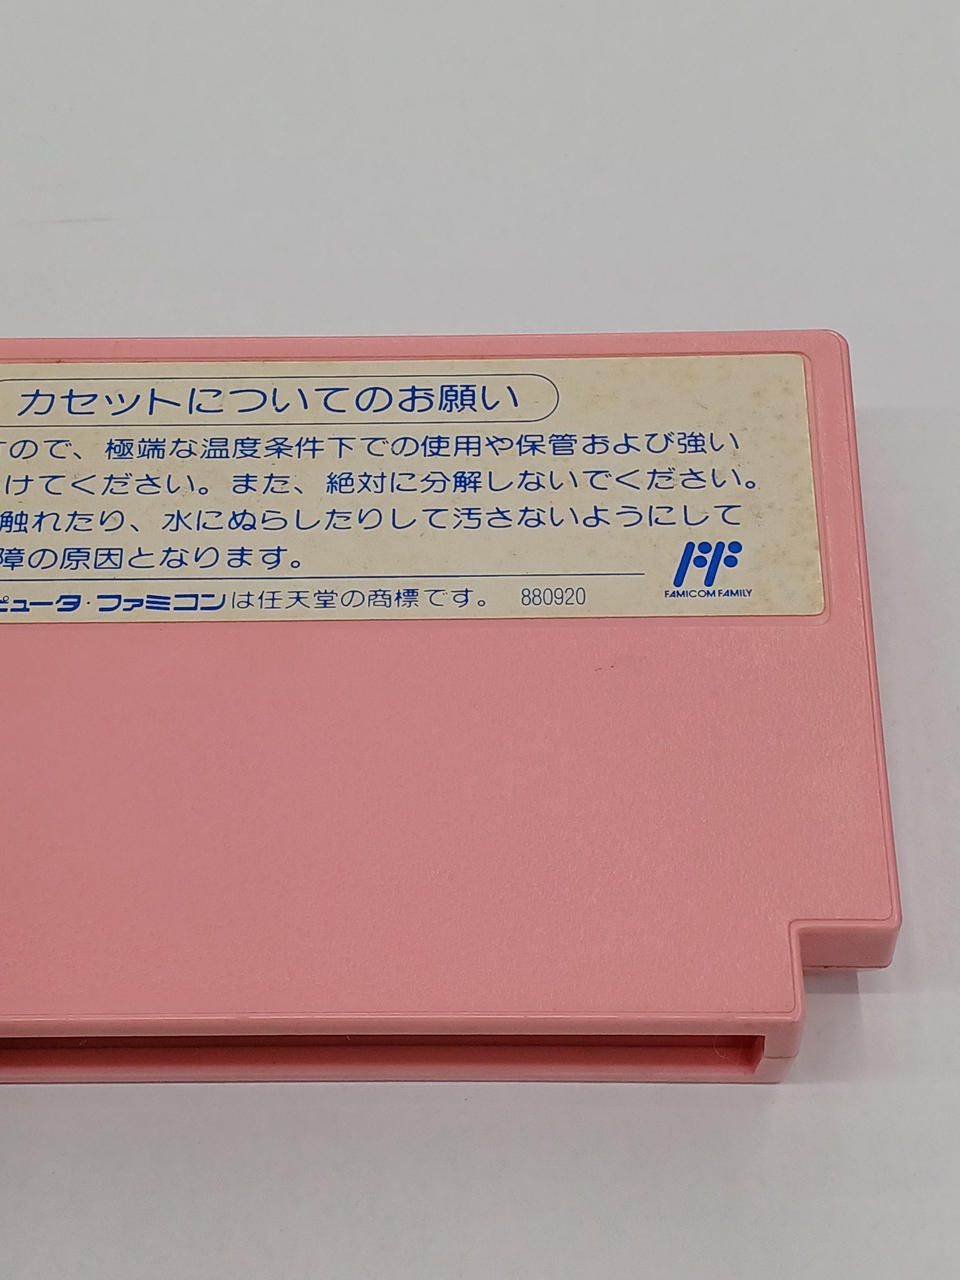 カセットについてのお願い
すので、極端な温度条件下での使用や保管および強い
けてください。また、絶対に分解しないでください。
触れたり、水にぬらしたりして汚さないようにして
障の原因となります。
ピュータ・ファミコンは任天堂の商標です。 880920
FAMICOM FAMILY